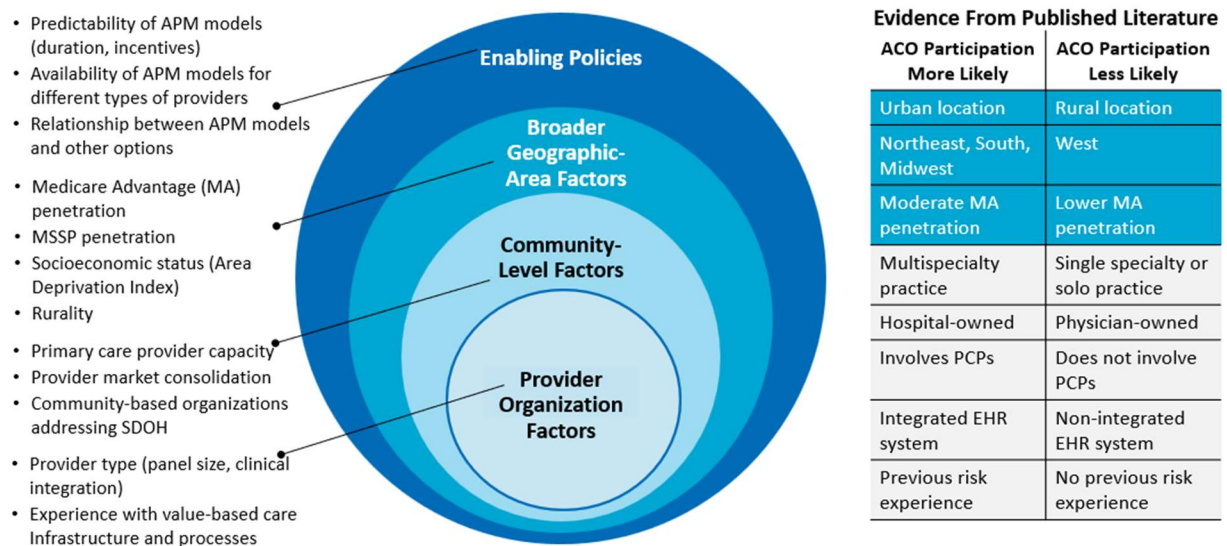 • Predictability of APM models
(duration, incentives)
• Availability of APM models for
different types of providers
• Relationship between APM models
and other options
• Medicare Advantage (MA)
penetration
• MSSP penetration
• Socioeconomic status (Area
Deprivation Index)
• Rurality
• Primary care provider capacity
• Provider market consolidation
• Community-based organizations
addressing SDOH
• Provider type (panel size, clinical
integration)
• Experience with value-based care
Infrastructure and processes
Enabling Policies
Broader
Geographic-
Area Factors
Community-
Level Factors
Provider
Organization
Factors
Evidence From Published Literature
ACO Participation
More Likely
ACO Participation
Less Likely
Urban location
Rural location
Northeast, South,
Midwest
West
Moderate MA
penetration
Lower MA
penetration
Multispecialty
practice
Single specialty or
solo practice
Hospital-owned
Physician-owned
Involves PCPs
Does not involve
PCPs
Integrated EHR
system
Non-integrated
EHR system
Previous risk
experience
No previous risk
experience